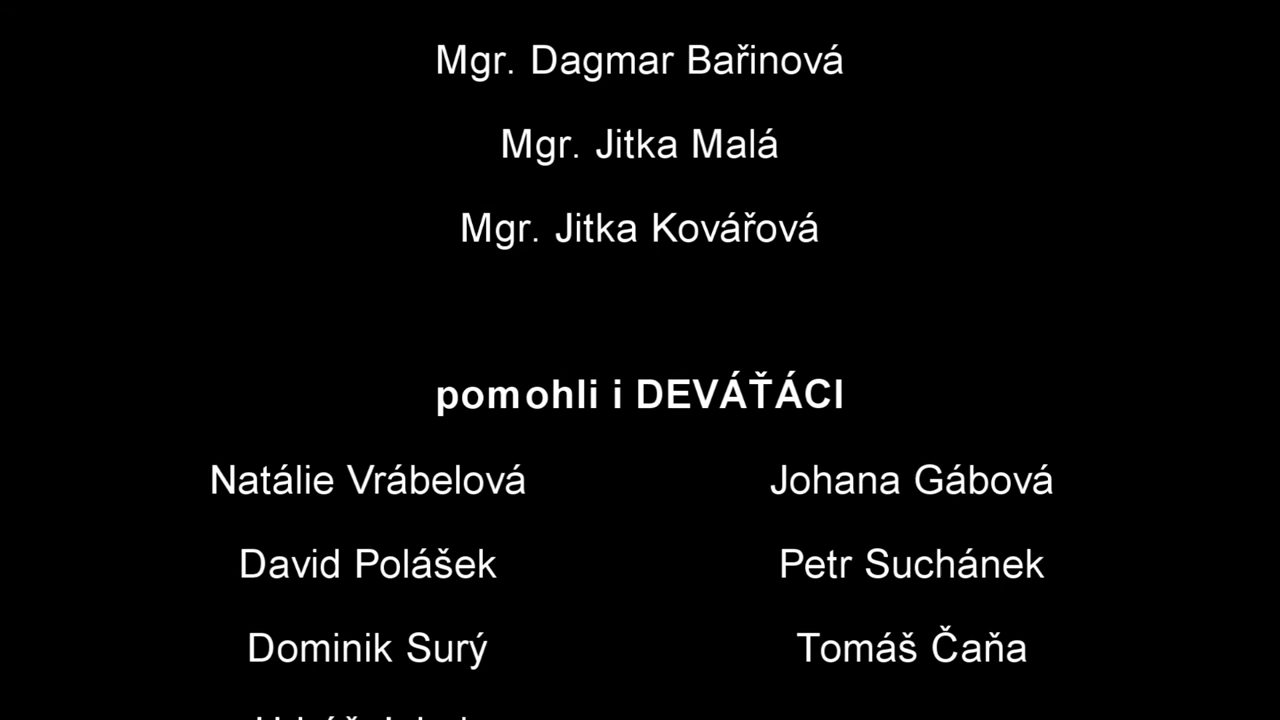 Mgr. Dagmar Bařinová
Mgr. Jitka Malá
Mgr. Jitka Kovářová
pomohli i DEVÁŤÁCI
Natálie Vrábelová Johana Gábová
David Polášek Petr Suchánek
Dominik Surý Tomáš Čaňa